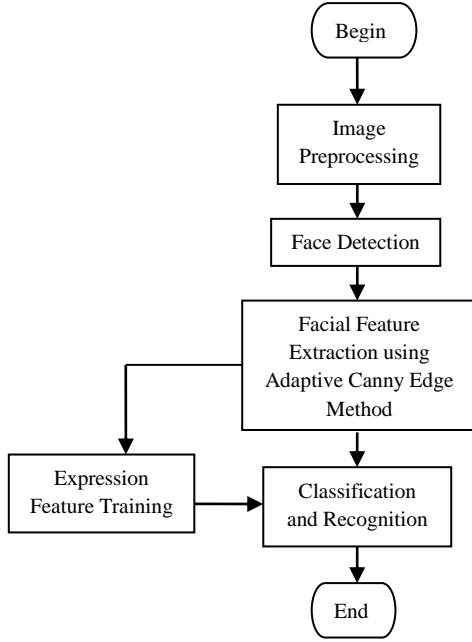 Begin
Image
Preprocessing
Face Detection
Facial Feature
Extraction using
Adaptive Canny Edge
Method
Expression
Feature Training
Classification
and Recognition
End